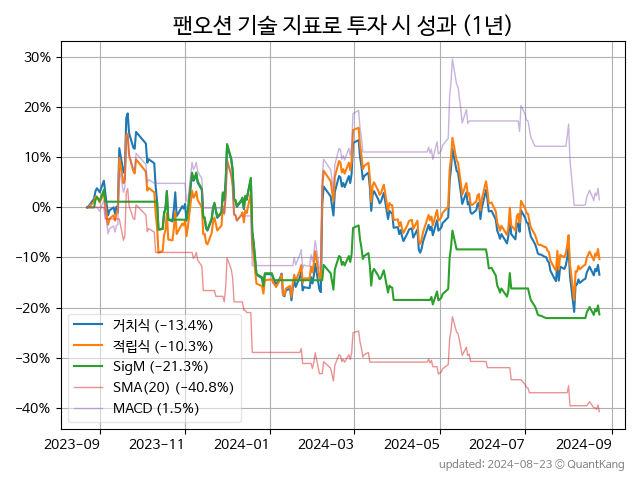 팬오션 기술 지표로 투자 시 성과 (1년)
30%
20%
10%
0%
−10%
−20%
−30%
−40%
거치식 (−13.4%)
적립식 (−10.3%)
SigM (−21.3%)
SMA(20) (−40.8%)
MACD (1.5%)
2023-09 2023-11 2024-01 2024-03 2024-05 2024-07 2024-09
updated: 2024-08-23 © QuantKang